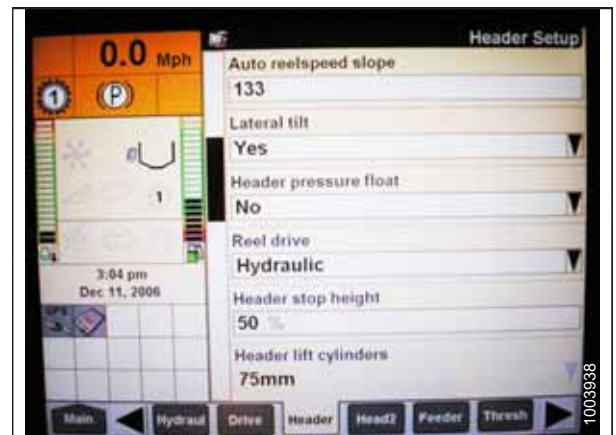 0.0 Mph
Header Setup
1
(P)
Auto reelspeed slope
133
Lateral tilt
Yes
1
Header pressure float
No
Reel drive
Hydraulic
3:04 pm
Dec 11, 2006
Header stop height
50 %
Header lift cylinders
75mm
Main
Hydraul
Drive
Header
Head2
Feeder
Thresh
1003938